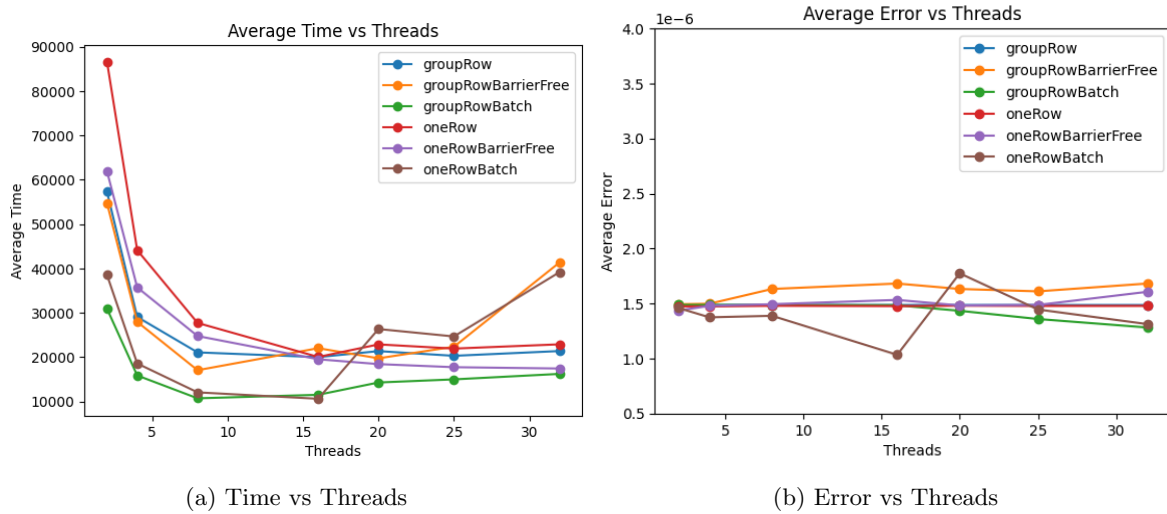 Average Time vs Threads
90000
80000
70000
60000
50000
40000
30000
20000
10000
Average Time
groupRow
groupRowBarrierFree
groupRowBatch
oneRow
oneRowBarrierFree
oneRowBatch
5 10 15 20 25 30
Threads
(a) Time vs Threads
1e−6
Average Error vs Threads
4.0
3.5
3.0
2.5
2.0
1.5
1.0
0.5
Average Error
groupRow
groupRowBarrierFree
groupRowBatch
oneRow
oneRowBarrierFree
oneRowBatch
5 10 15 20 25 30
Threads
(b) Error vs Threads